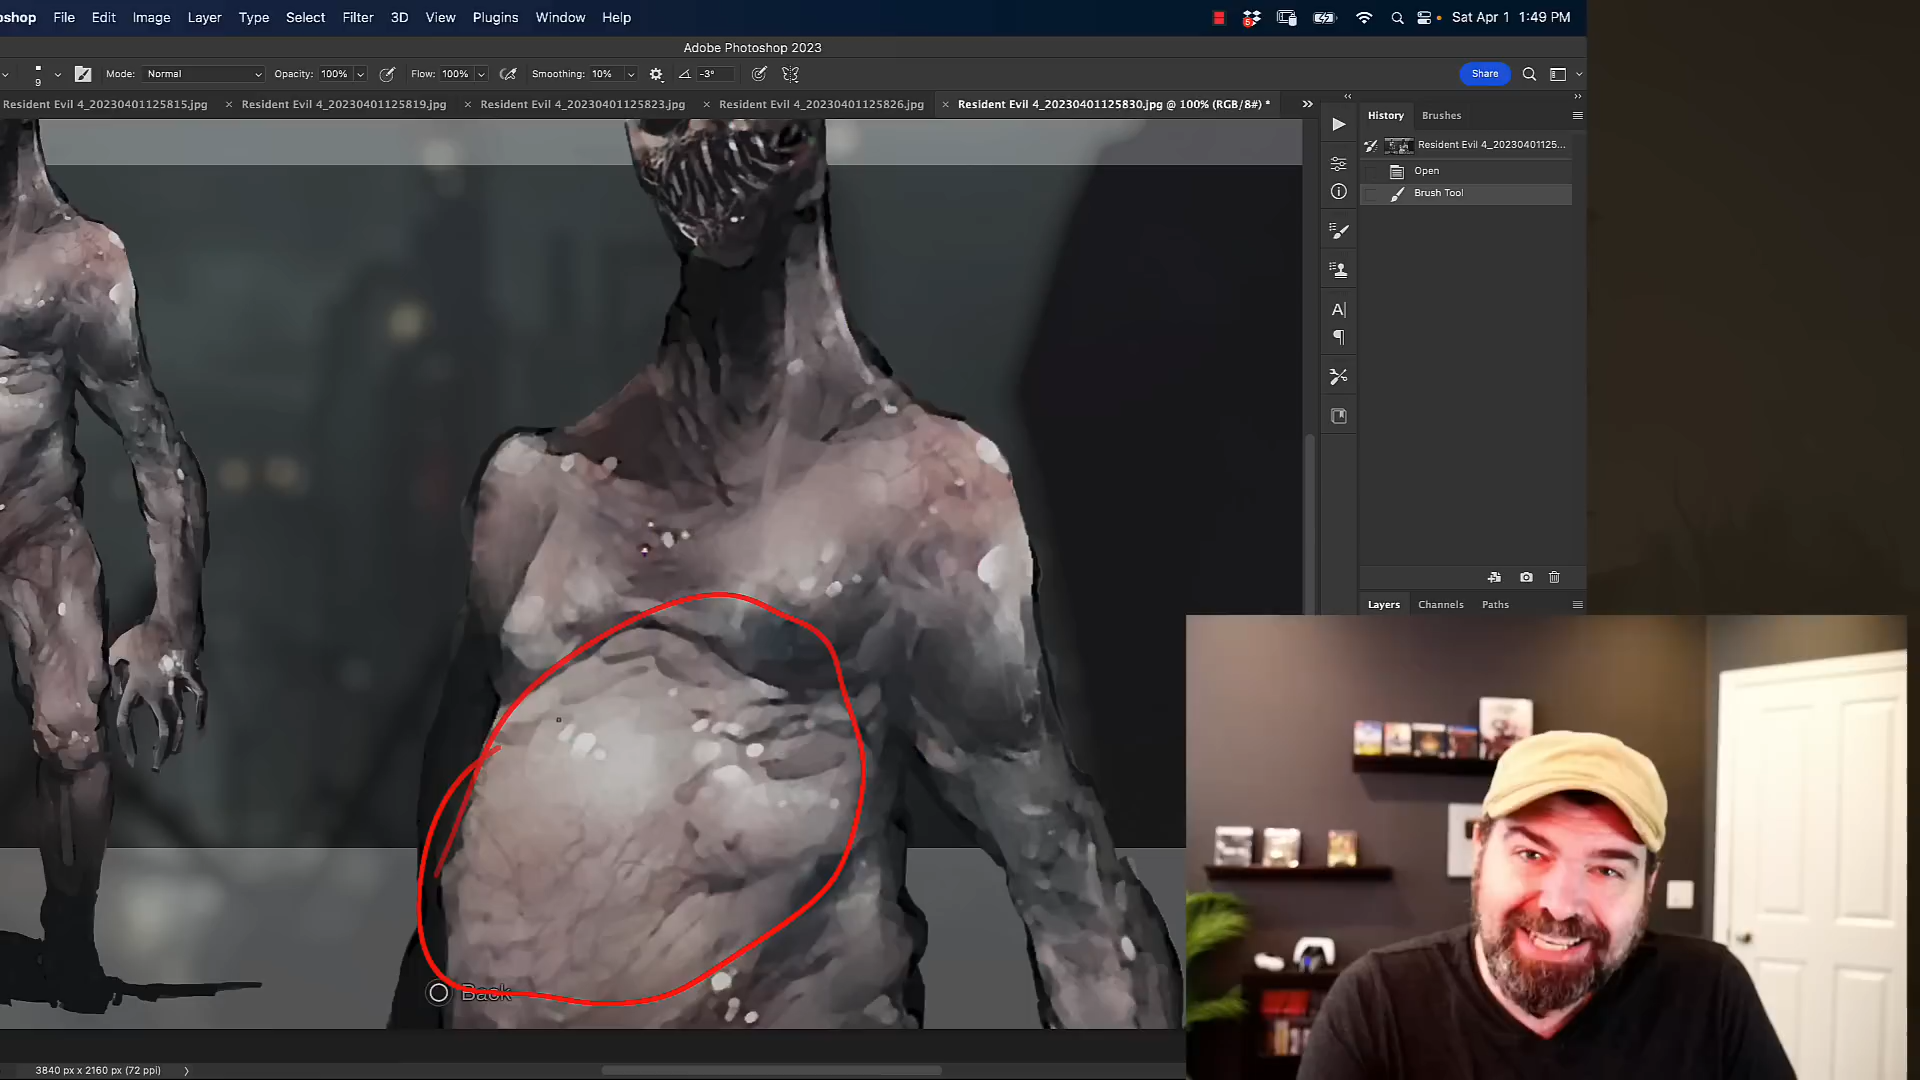 oshop File Edit Image Layer Type Select Filter 3D View Plugins Window Help
5
Sat Apr 1 1:49 PM
Adobe Photoshop 2023
9 Mode: Normal Opacity: 100% Flow: 100% Smoothing: 10% -3° Share
Resident Evil 4_20230401125815.jpg × Resident Evil 4_20230401125819.jpg × Resident Evil 4_20230401125823.jpg × Resident Evil 4_20230401125826.jpg × Resident Evil 4_20230401125830.jpg @ 100% (RGB/8#) *
History Brushes
Resident Evil 4_20230401125...
Open
Brush Tool
Layers Channels Paths
Back
3840 px x 2160 px (72 ppi)